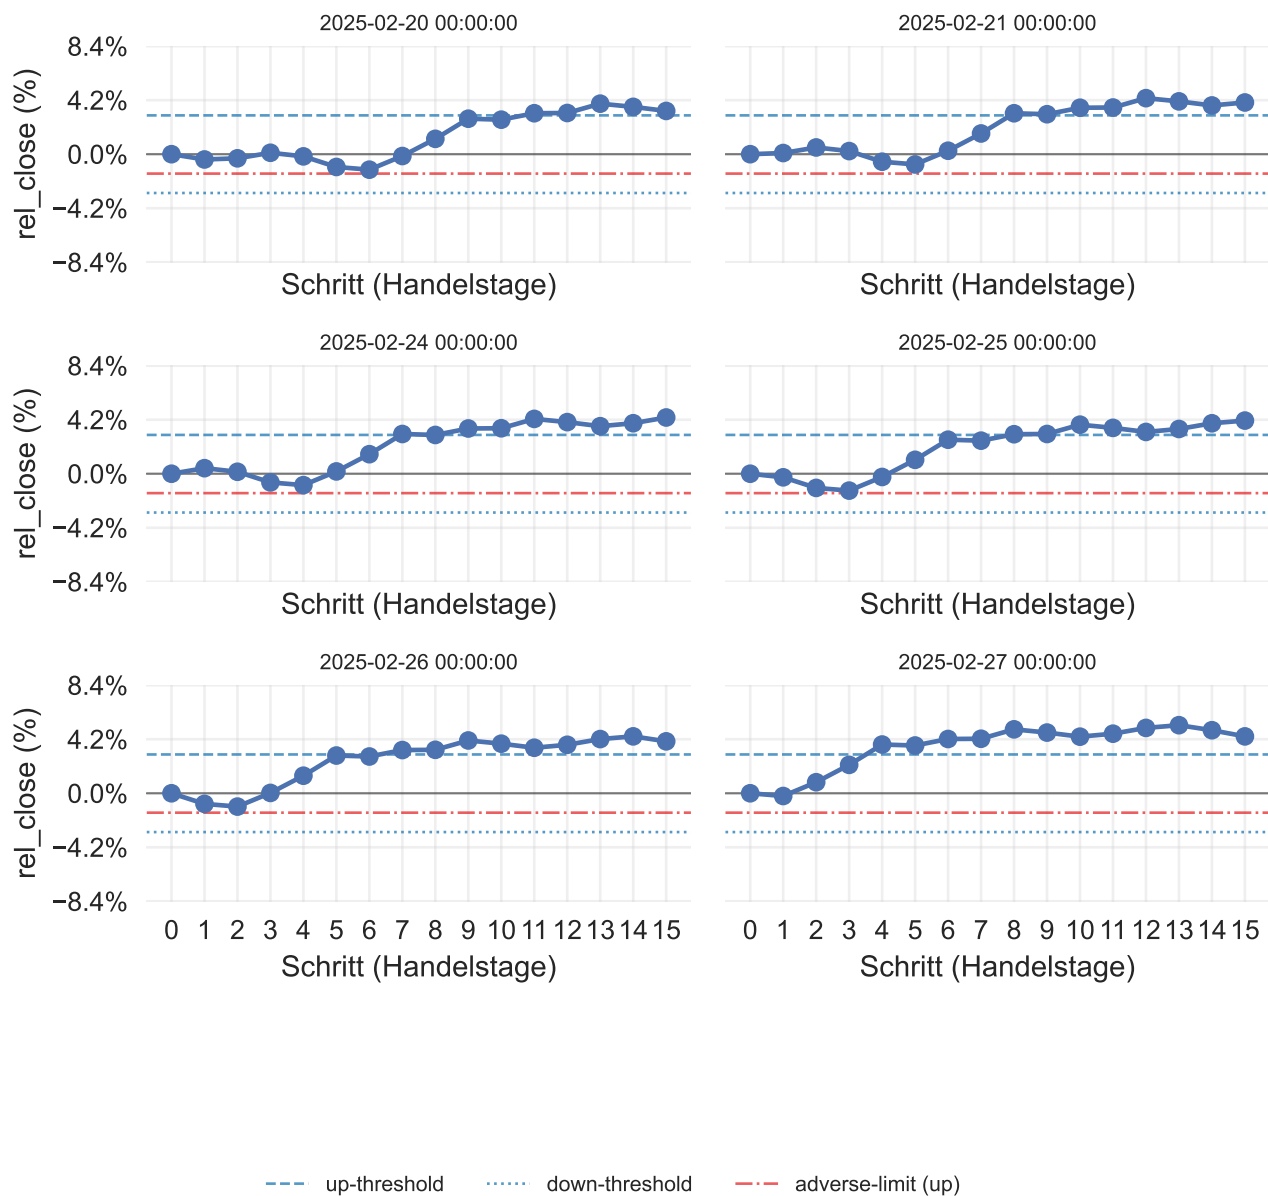 2025-02-20 00:00:00
2025-02-21 00:00:00
8.4%
4.2%
0.0%
−4.2%
−8.4%
rel_close (%)
Schritt (Handelstage)
Schritt (Handelstage)
2025-02-24 00:00:00
2025-02-25 00:00:00
8.4%
4.2%
0.0%
−4.2%
−8.4%
rel_close (%)
Schritt (Handelstage)
Schritt (Handelstage)
2025-02-26 00:00:00
2025-02-27 00:00:00
8.4%
4.2%
0.0%
−4.2%
−8.4%
rel_close (%)
0 1 2 3 4 5 6 7 8 9 10 11 12 13 14 15
0 1 2 3 4 5 6 7 8 9 10 11 12 13 14 15
Schritt (Handelstage)
Schritt (Handelstage)
up-threshold
down-threshold
adverse-limit (up)